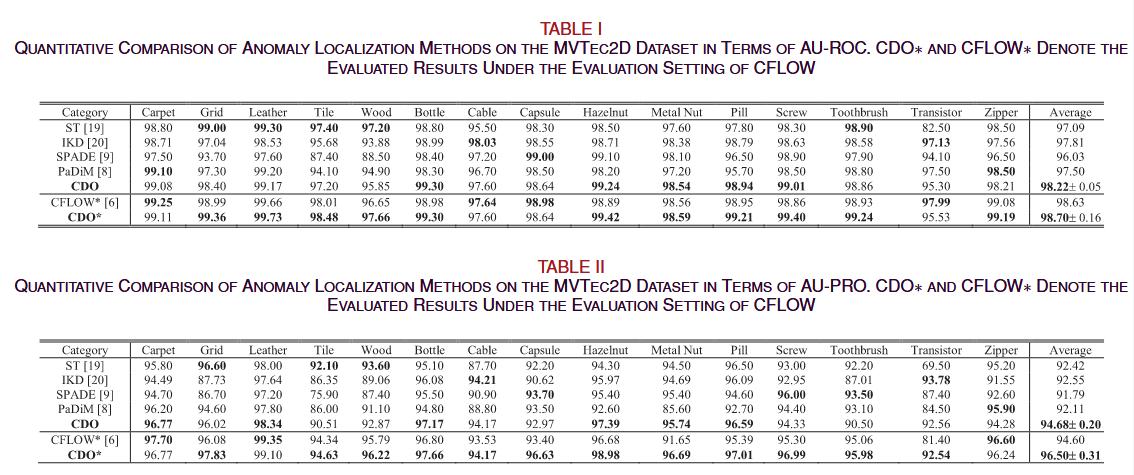 TABLE I
QUANTITATIVE COMPARISON OF ANOMALY LOCALIZATION METHODS ON THE MVTEC2D DATASET IN TERMS OF AU-ROC. CDO∗ AND CFLOW∗ DENOTE THE
EVALUATED RESULTS UNDER THE EVALUATION SETTING OF CFLOW
Category Carpet Grid Leather Tile Wood Bottle Cable Capsule Hazelnut Metal Nut Pill Screw Toothbrush Transistor Zipper Average
ST [19] 98.80 99.00 99.30 97.40 97.20 98.80 95.50 98.30 98.50 97.60 97.80 98.30 98.90 82.50 98.50 97.09
IKD [20] 98.71 97.04 98.53 95.68 93.88 98.99 98.03 98.55 98.71 98.38 98.79 98.63 98.58 97.13 97.56 97.81
SPADE [9] 97.50 93.70 97.60 87.40 88.50 98.40 97.20 99.00 99.10 98.10 96.50 98.90 97.90 94.10 96.50 96.03
PaDiM [8] 99.10 97.30 99.20 94.10 94.90 98.30 96.70 98.50 98.20 97.20 95.70 98.50 98.80 97.50 98.50 97.50
CDO 99.08 98.40 99.17 97.20 95.85 99.30 97.60 98.64 99.24 98.54 98.94 99.01 98.86 95.30 98.21 98.22± 0.05
CFLOW* [6] 99.25 98.99 99.66 98.01 96.65 98.98 97.64 98.98 98.89 98.56 98.95 98.86 98.93 97.99 99.08 98.63
CDO* 99.11 99.36 99.73 98.48 97.66 99.30 97.60 98.64 99.42 98.59 99.21 99.40 99.24 95.53 99.19 98.70± 0.16
TABLE II
QUANTITATIVE COMPARISON OF ANOMALY LOCALIZATION METHODS ON THE MVTEC2D DATASET IN TERMS OF AU-PRO. CDO∗ AND CFLOW∗ DENOTE THE
EVALUATED RESULTS UNDER THE EVALUATION SETTING OF CFLOW
Category Carpet Grid Leather Tile Wood Bottle Cable Capsule Hazelnut Metal Nut Pill Screw Toothbrush Transistor Zipper Average
ST [19] 95.80 96.60 98.00 92.10 93.60 95.10 87.70 92.20 94.30 94.50 96.50 93.00 92.20 69.50 95.20 92.42
IKD [20] 94.49 87.73 97.64 86.35 89.06 96.08 94.21 90.62 95.97 94.69 96.09 92.95 87.01 93.78 91.55 92.55
SPADE [9] 94.70 86.70 97.20 75.90 87.40 95.50 90.90 93.70 95.40 95.40 94.60 96.00 93.50 87.40 92.60 91.79
PaDiM [8] 96.20 94.60 97.80 86.00 91.10 94.80 88.80 93.50 92.60 85.60 92.70 94.40 93.10 84.50 95.90 92.11
CDO 96.77 96.02 98.34 90.51 92.87 97.17 94.17 92.97 97.39 95.74 96.59 94.33 90.50 92.56 94.28 94.68± 0.20
CFLOW* [6] 97.70 96.08 99.35 94.34 95.79 96.80 93.53 93.40 96.68 91.65 95.39 95.30 95.06 81.40 96.60 94.60
CDO* 96.77 97.83 99.10 94.63 96.22 97.66 94.17 96.63 98.98 96.69 97.01 96.99 95.98 92.54 96.24 96.50± 0.31